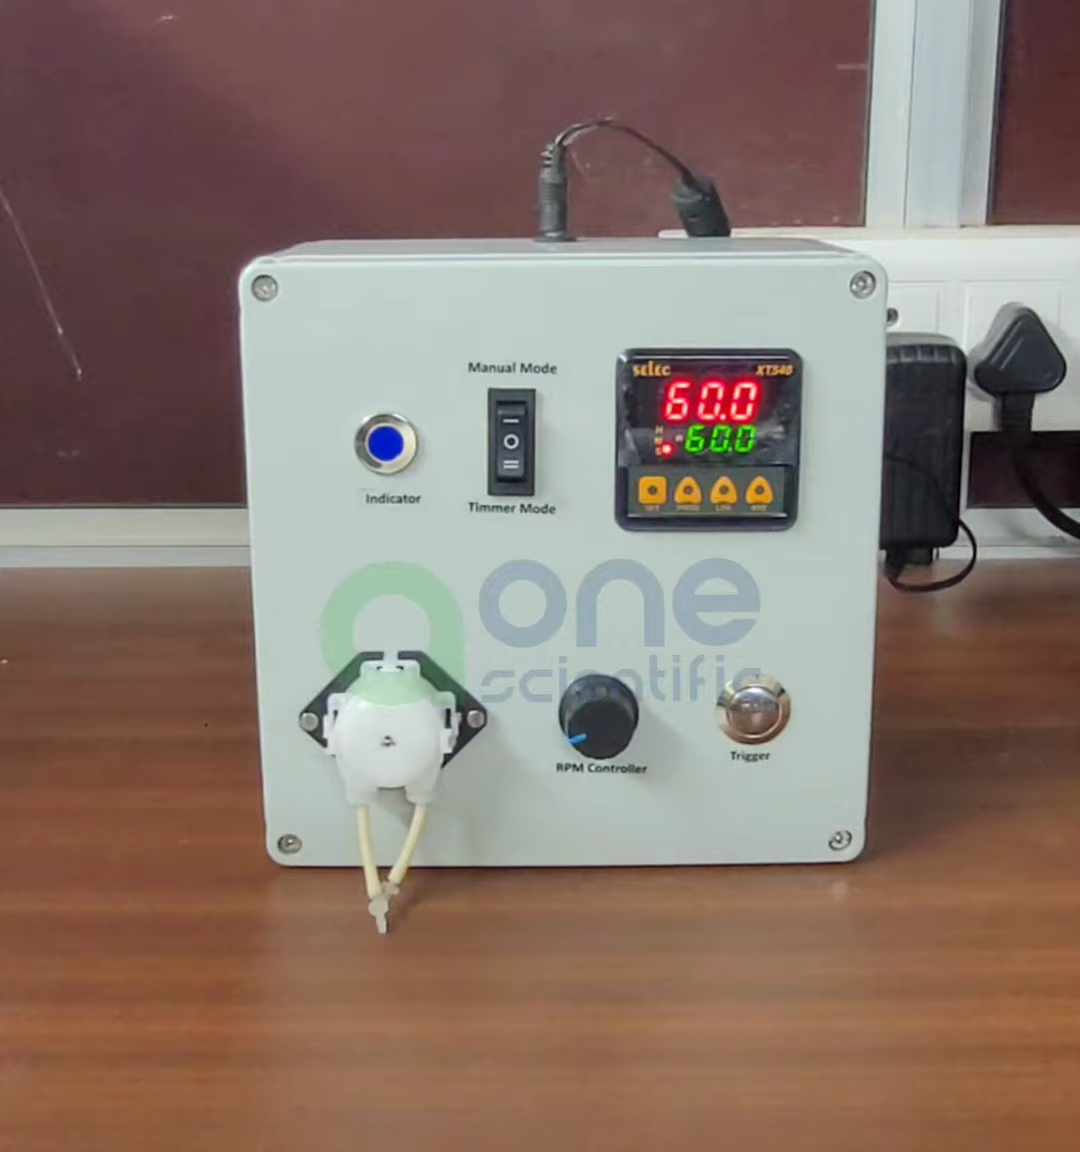 Manual Mode
selec XT546
60.0
H
M
S
60.0
Indicator
Timmer Mode
one
scientific
RPM Controller
Trigger